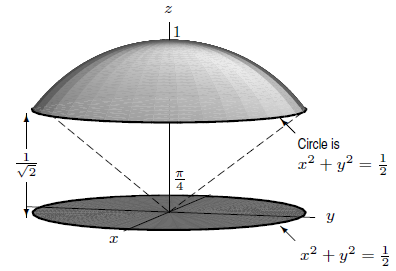 z
1
Circle is
x² + y² = 1/2
1/√2
π/4
y
x
x² + y² = 1/2